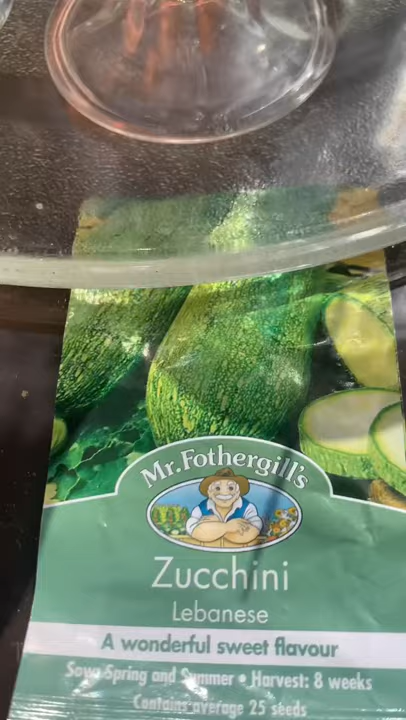 Mr. Fothergill's
Zucchini
Lebanese
A wonderful sweet flavour
Sow Spring and Summer • Harvest: 8 weeks
Contains average 25 seeds